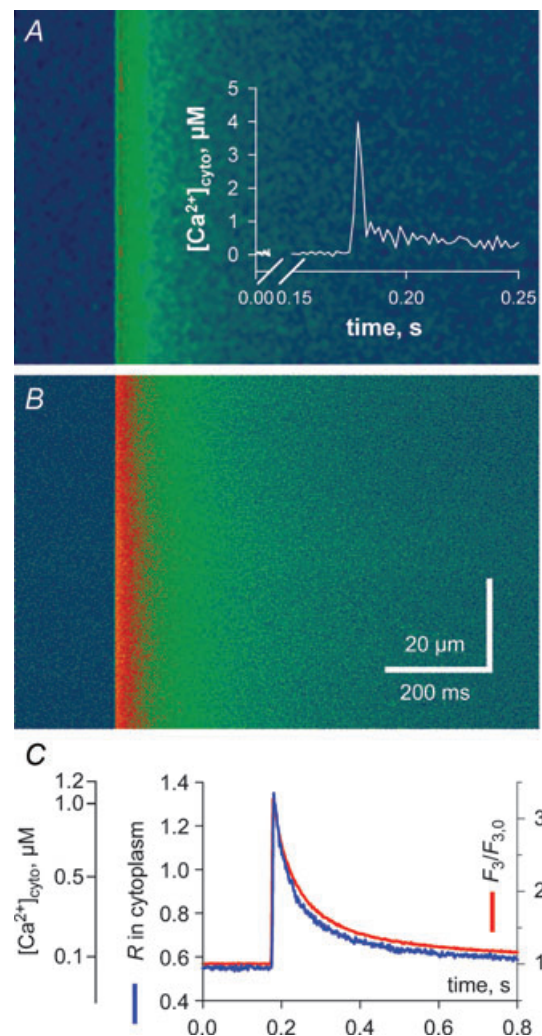 A
5
4
3
2
1
0
[Ca2+]cyto, µM
0.00 0.15 0.20 0.25
time, s
B
20 µm
200 ms
C
1.2
1.0
0.5
0.1
[Ca2+]cyto, µM
1.4
1.2
1.0
0.8
0.6
0.4
R in cytoplasm
3
2
1
F3/F3,0
time, s
0.0 0.2 0.4 0.6 0.8